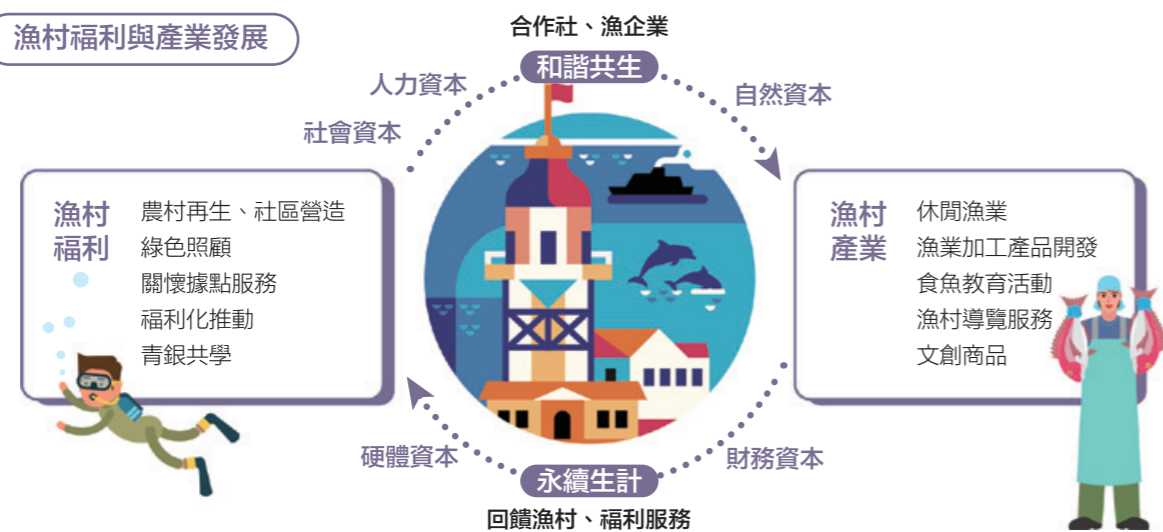 漁村福利與產業發展
合作社、漁企業
和諧共生
人力資本
自然資本
社會資本
漁村
福利
農村再生、社區營造
綠色照顧
關懷據點服務
福利化推動
青銀共學
漁村
產業
休閒漁業
漁業加工產品開發
食魚教育活動
漁村導覽服務
文創商品
硬體資本
財務資本
永續生計
回饋漁村、福利服務